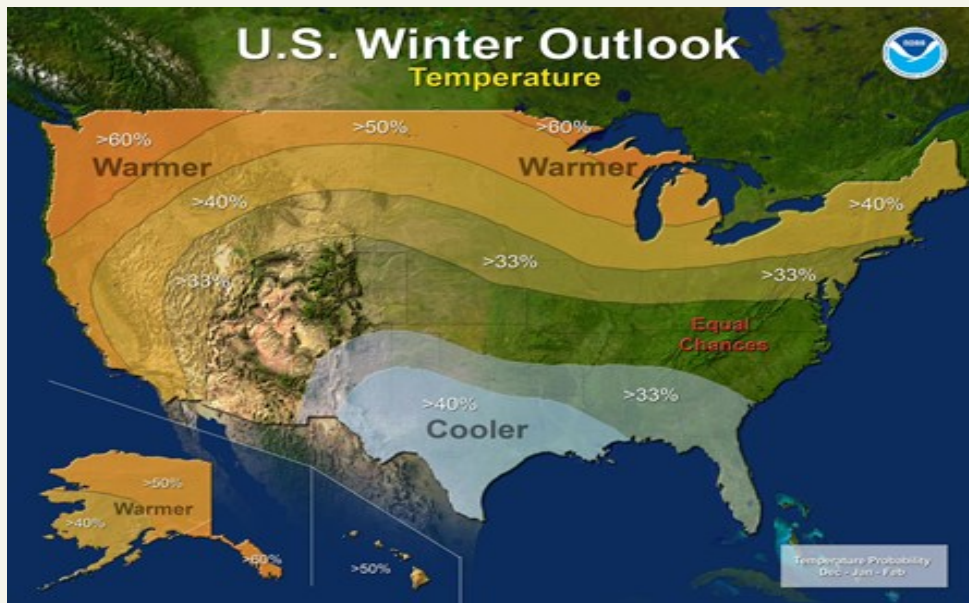 U.S. Winter Outlook
Temperature
NOAA
>60%
>50%
>60%
Warmer
Warmer
>40%
>40%
>33%
>33%
>33%
Equal
Chances
>40%
>33%
Cooler
>50%
Warmer
>40%
>60%
>50%
Temperature Probability
Dec - Jan - Feb